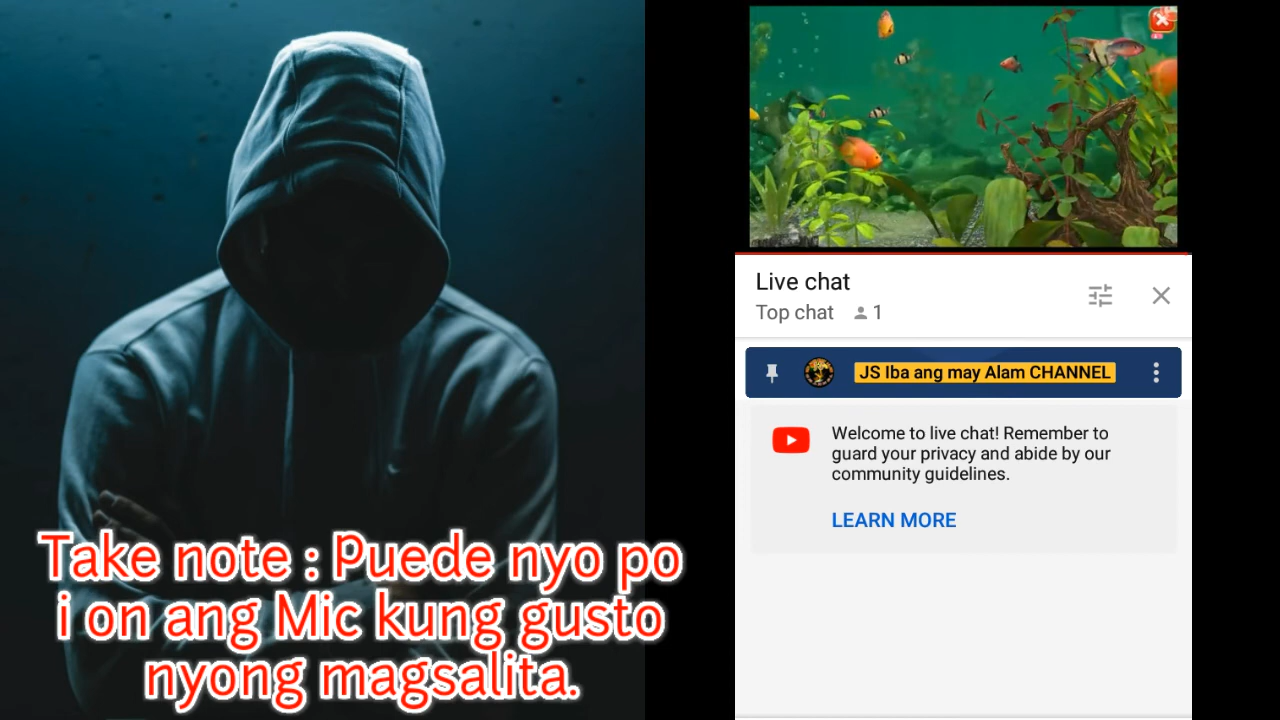 Take note : Puede nyo po
i on ang Mic kung gusto
nyong magsalita.
Live chat
Top chat 1
JS Iba ang may Alam CHANNEL
Welcome to live chat! Remember to
guard your privacy and abide by our
community guidelines.
LEARN MORE